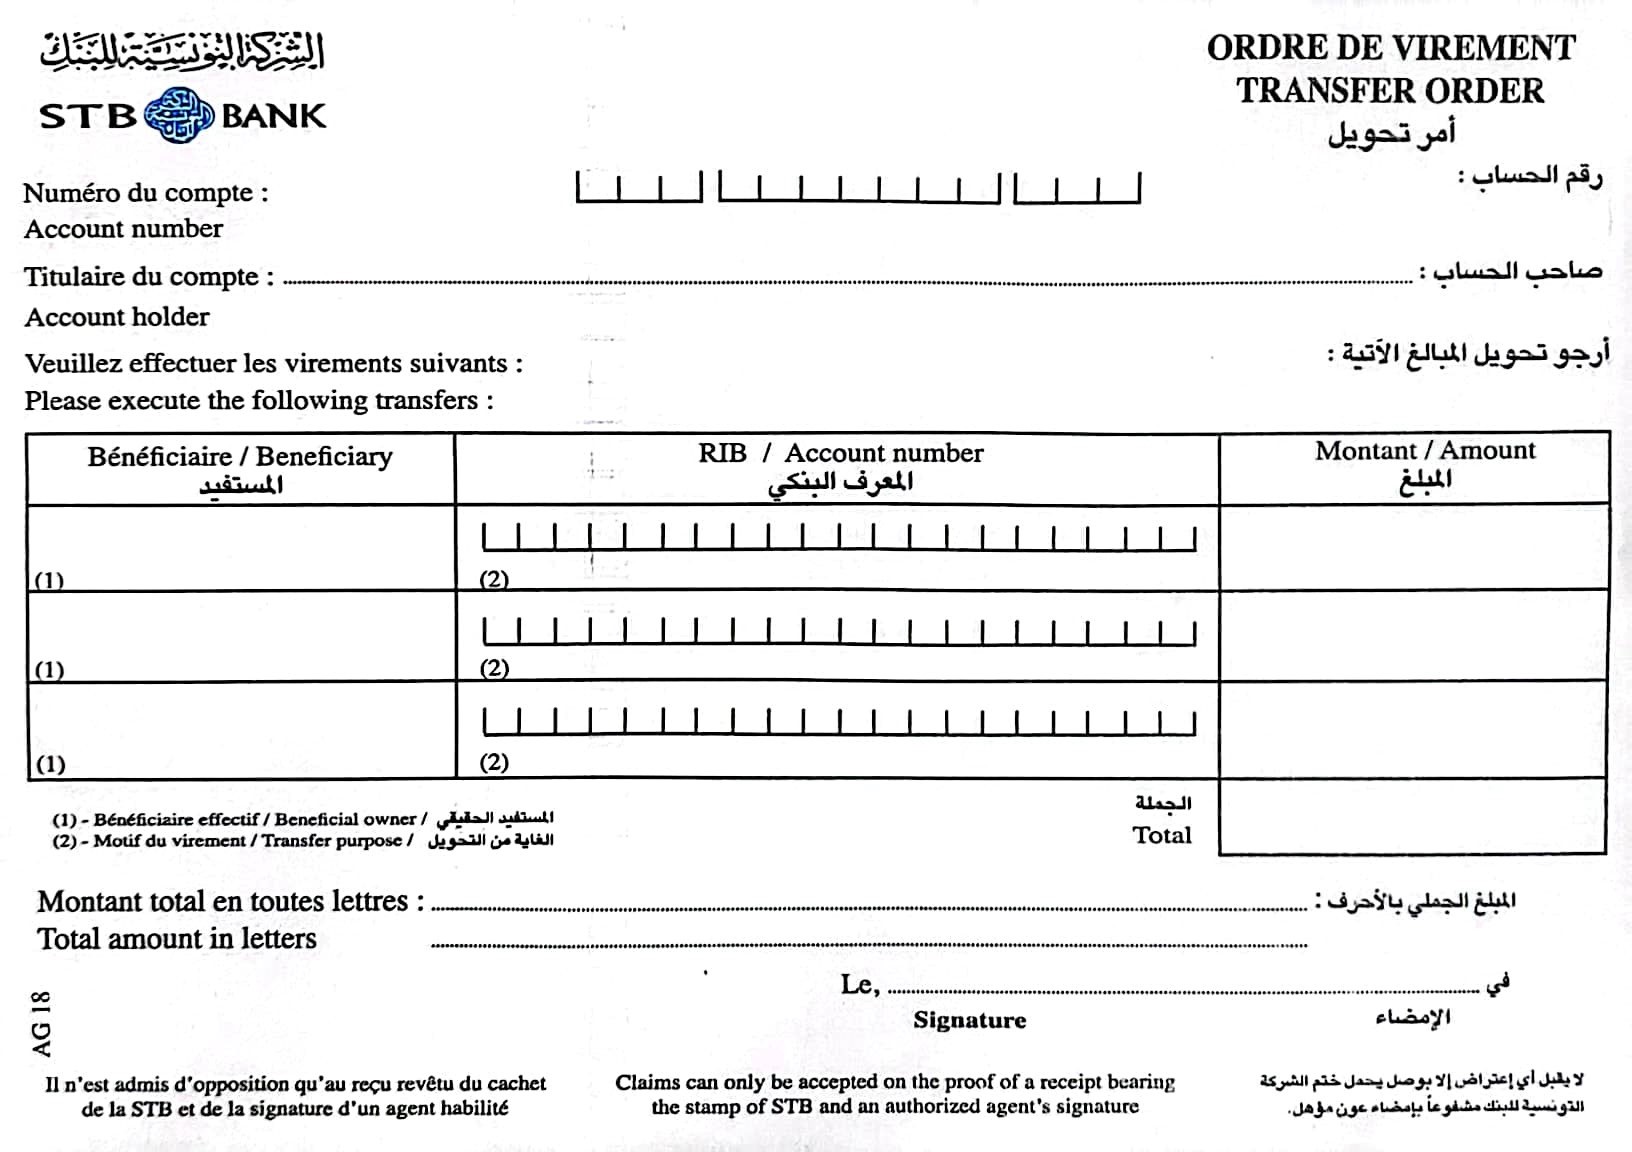 الشركة التونسية للبنك
STB BANK
ORDRE DE VIREMENT
TRANSFER ORDER
أمر تحويل
Numéro du compte : رقم الحساب :
Account number
Titulaire du compte : صاحب الحساب :
Account holder
Veuillez effectuer les virements suivants : أرجو تحويل المبالغ الآتية :
Please execute the following transfers :
Bénéficiaire / Beneficiary RIB / Account number Montant / Amount
المستفيد المعرف البنكي المبلغ
(1) (2)
(1) (2)
(1) (2)
الجملة
Total
(1) - Bénéficiaire effectif / Beneficial owner / المستفيد الحقيقي
(2) - Motif du virement / Transfer purpose / الغاية من التحويل
Montant total en toutes lettres : المبلغ الجملي بالأحرف :
Total amount in letters
Le, في
Signature الإمضاء
AG 18
Il n'est admis d'opposition qu'au reçu revêtu du cachet
de la STB et de la signature d'un agent habilité
Claims can only be accepted on the proof of a receipt bearing
the stamp of STB and an authorized agent's signature
لا يقبل أي إعتراض إلا بوصل يحمل ختم الشركة
التونسية للبنك مشفوعاً بإمضاء عون مؤهل.